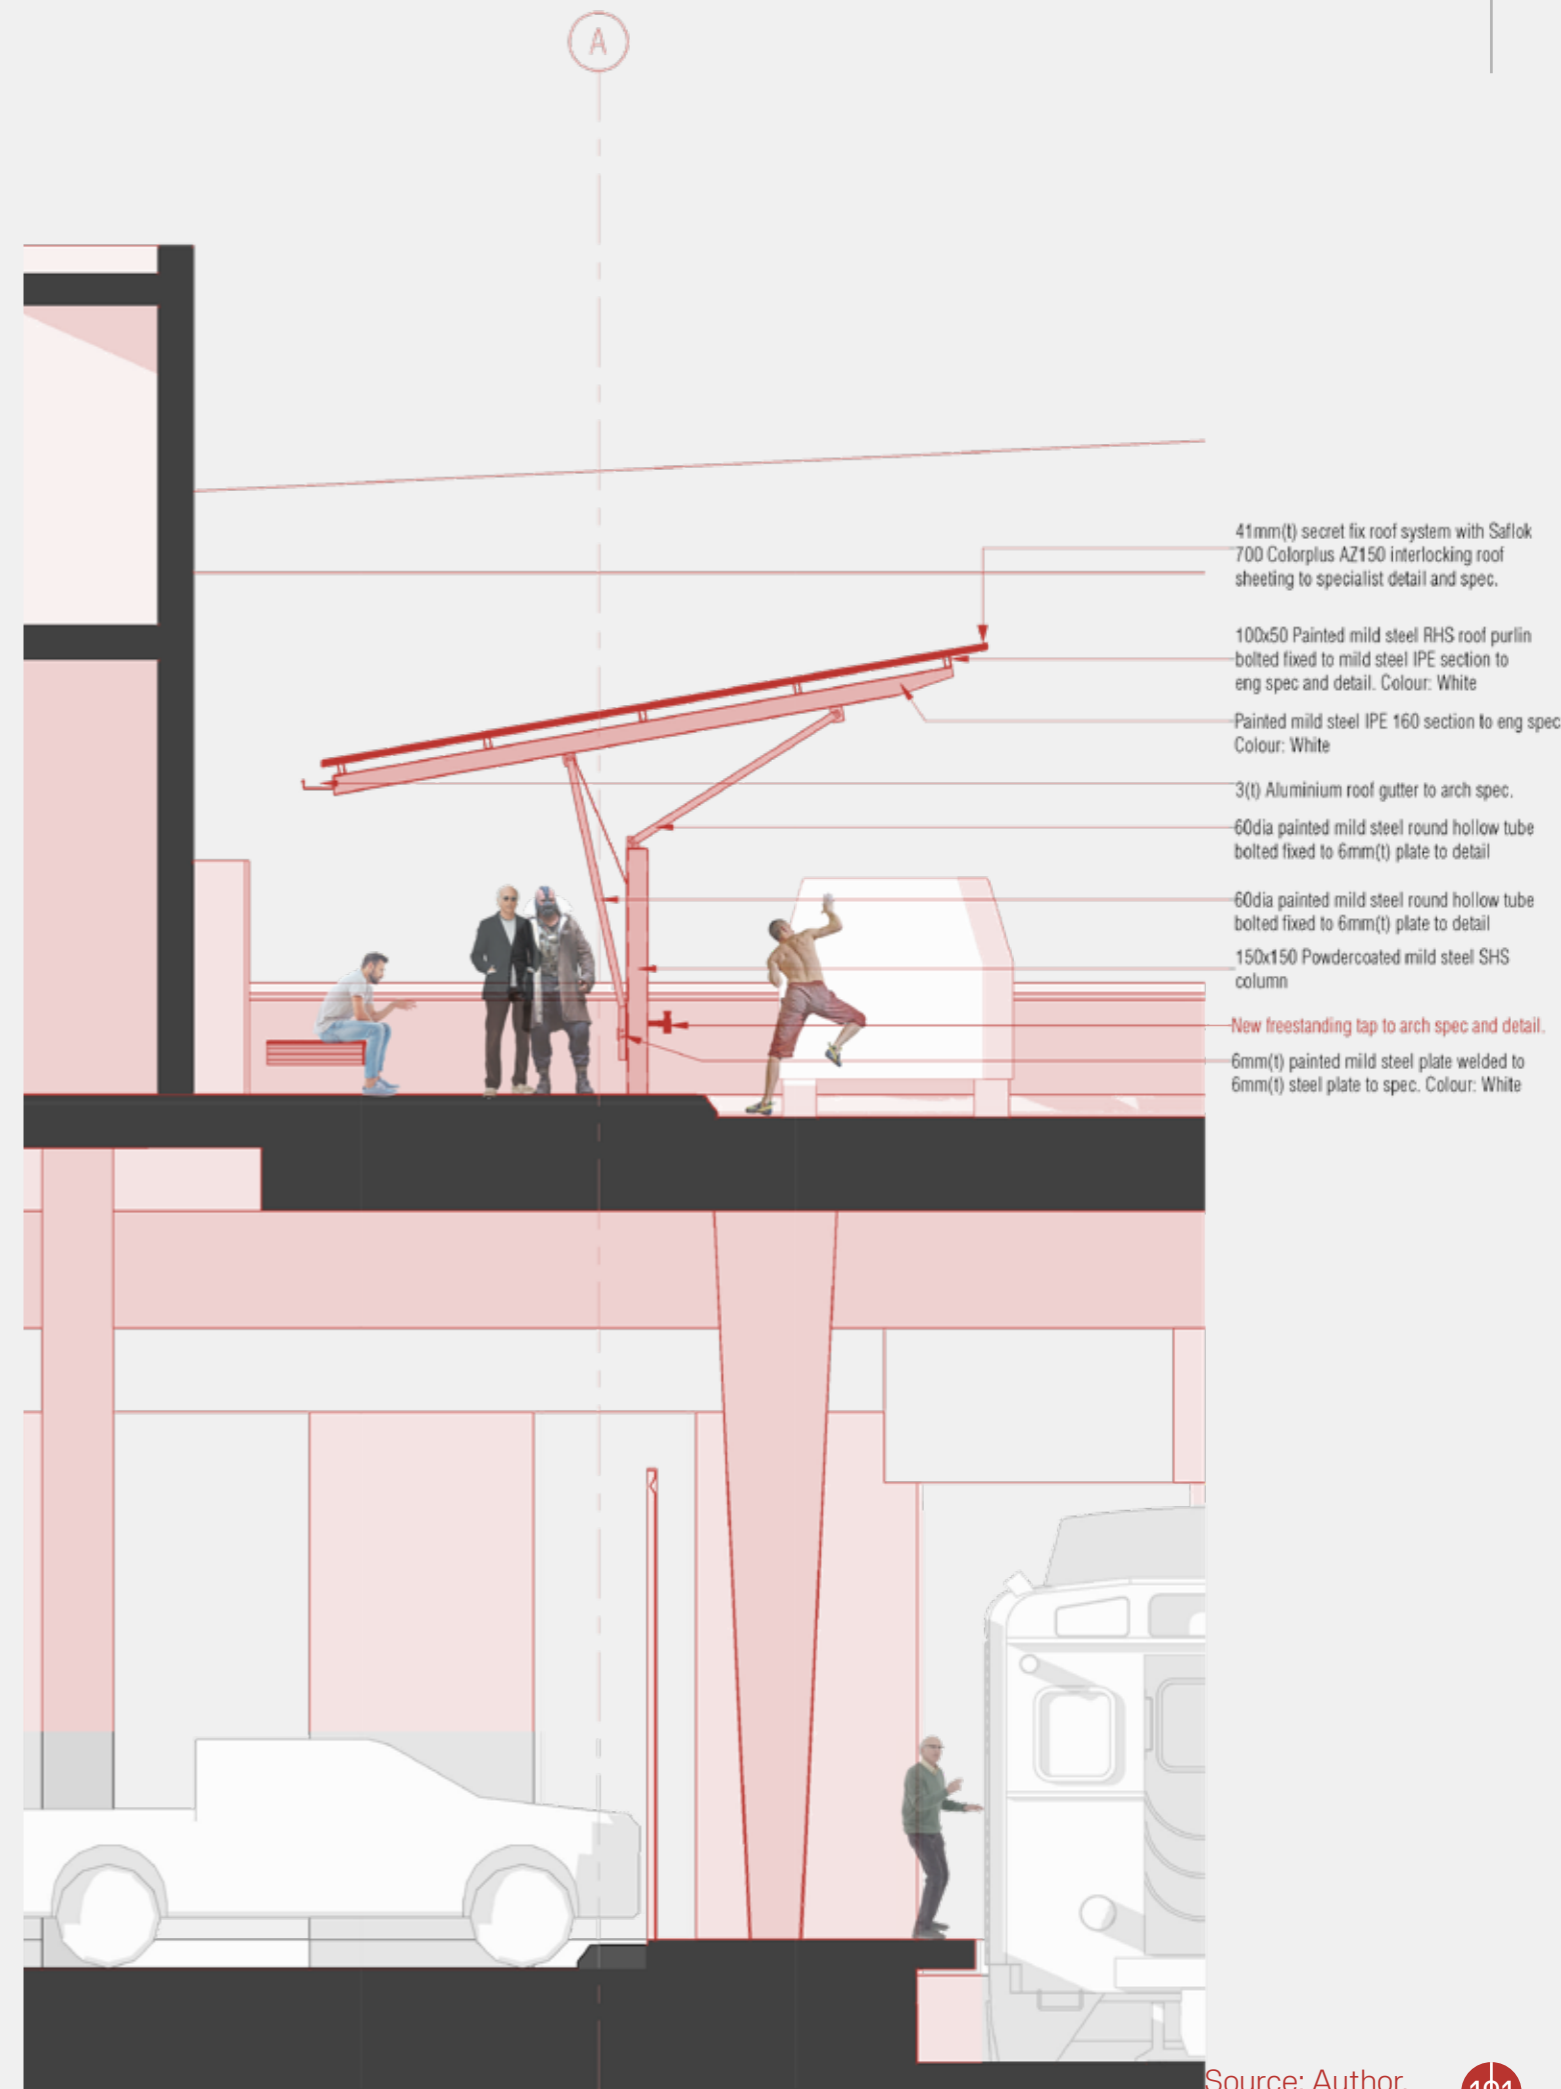 A
41mm(t) secret fix roof system with Saflok
700 Colorplus AZ150 interlocking roof
sheeting to specialist detail and spec.
100x50 Painted mild steel RHS roof purlin
bolted fixed to mild steel IPE section to
eng spec and detail. Colour: White
Painted mild steel IPE 160 section to eng spec
Colour: White
3(t) Aluminium roof gutter to arch spec.
60dia painted mild steel round hollow tube
bolted fixed to 6mm(t) plate to detail
60dia painted mild steel round hollow tube
bolted fixed to 6mm(t) plate to detail
150x150 Powdercoated mild steel SHS
column
New freestanding tap to arch spec and detail.
6mm(t) painted mild steel plate welded to
6mm(t) steel plate to spec. Colour: White
Source: Author.